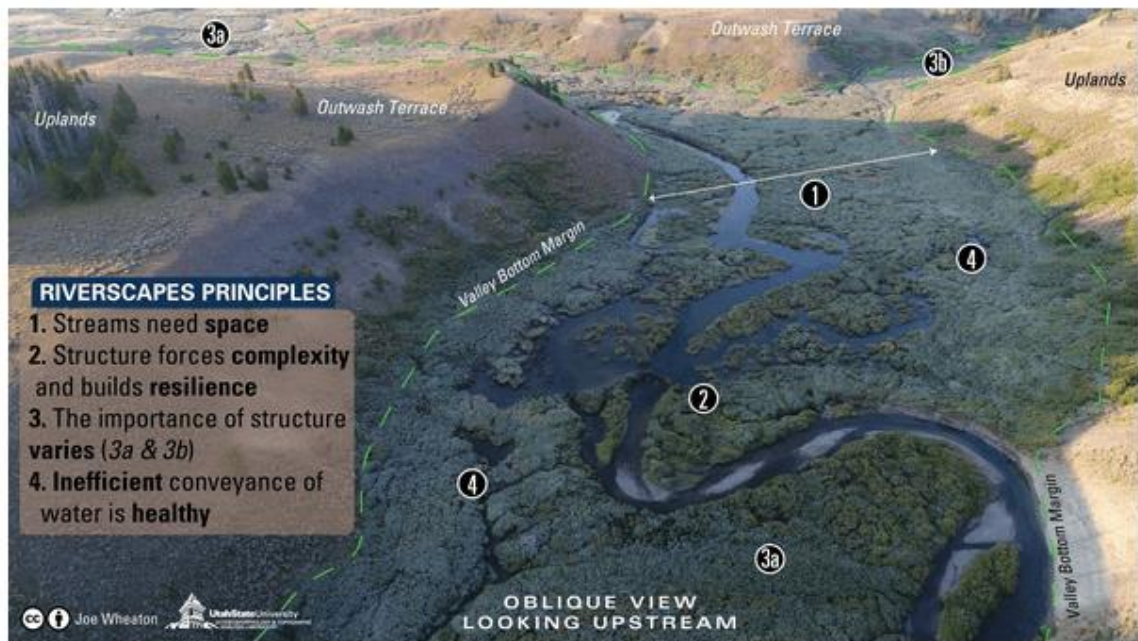 3a
Outwash Terrace
3b
Uplands
Outwash Terrace
Uplands
1
Valley Bottom Margin
4
RIVERSCAPES PRINCIPLES
1. Streams need space
2. Structure forces complexity
and builds resilience
3. The importance of structure
varies (3a & 3b)
4. Inefficient conveyance of
water is healthy
2
4
3a
Valley Bottom Margin
cc
Joe Wheaton
UtahStateUniversity
OBLIQUE VIEW
LOOKING UPSTREAM